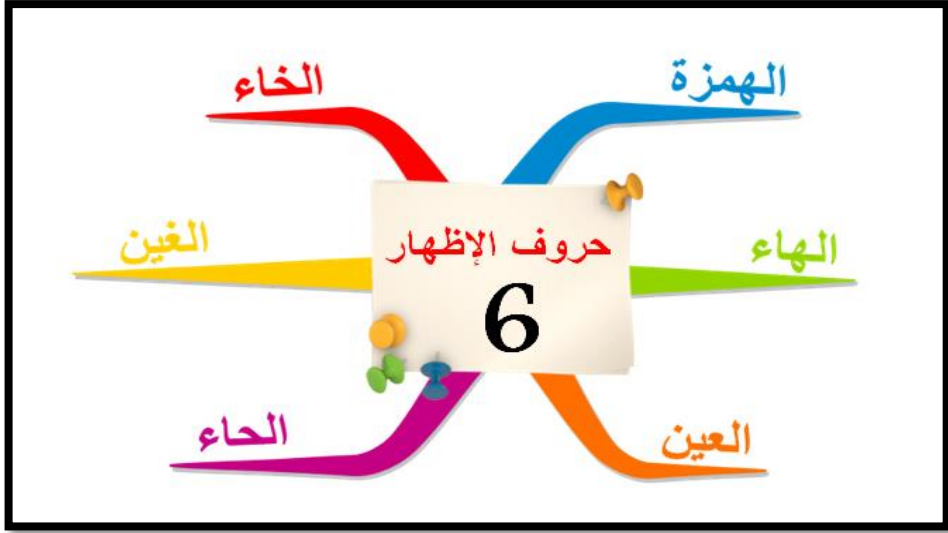 حروف الإظهار
6
الهمزة
الهاء
العين
الحاء
الغين
الخاء